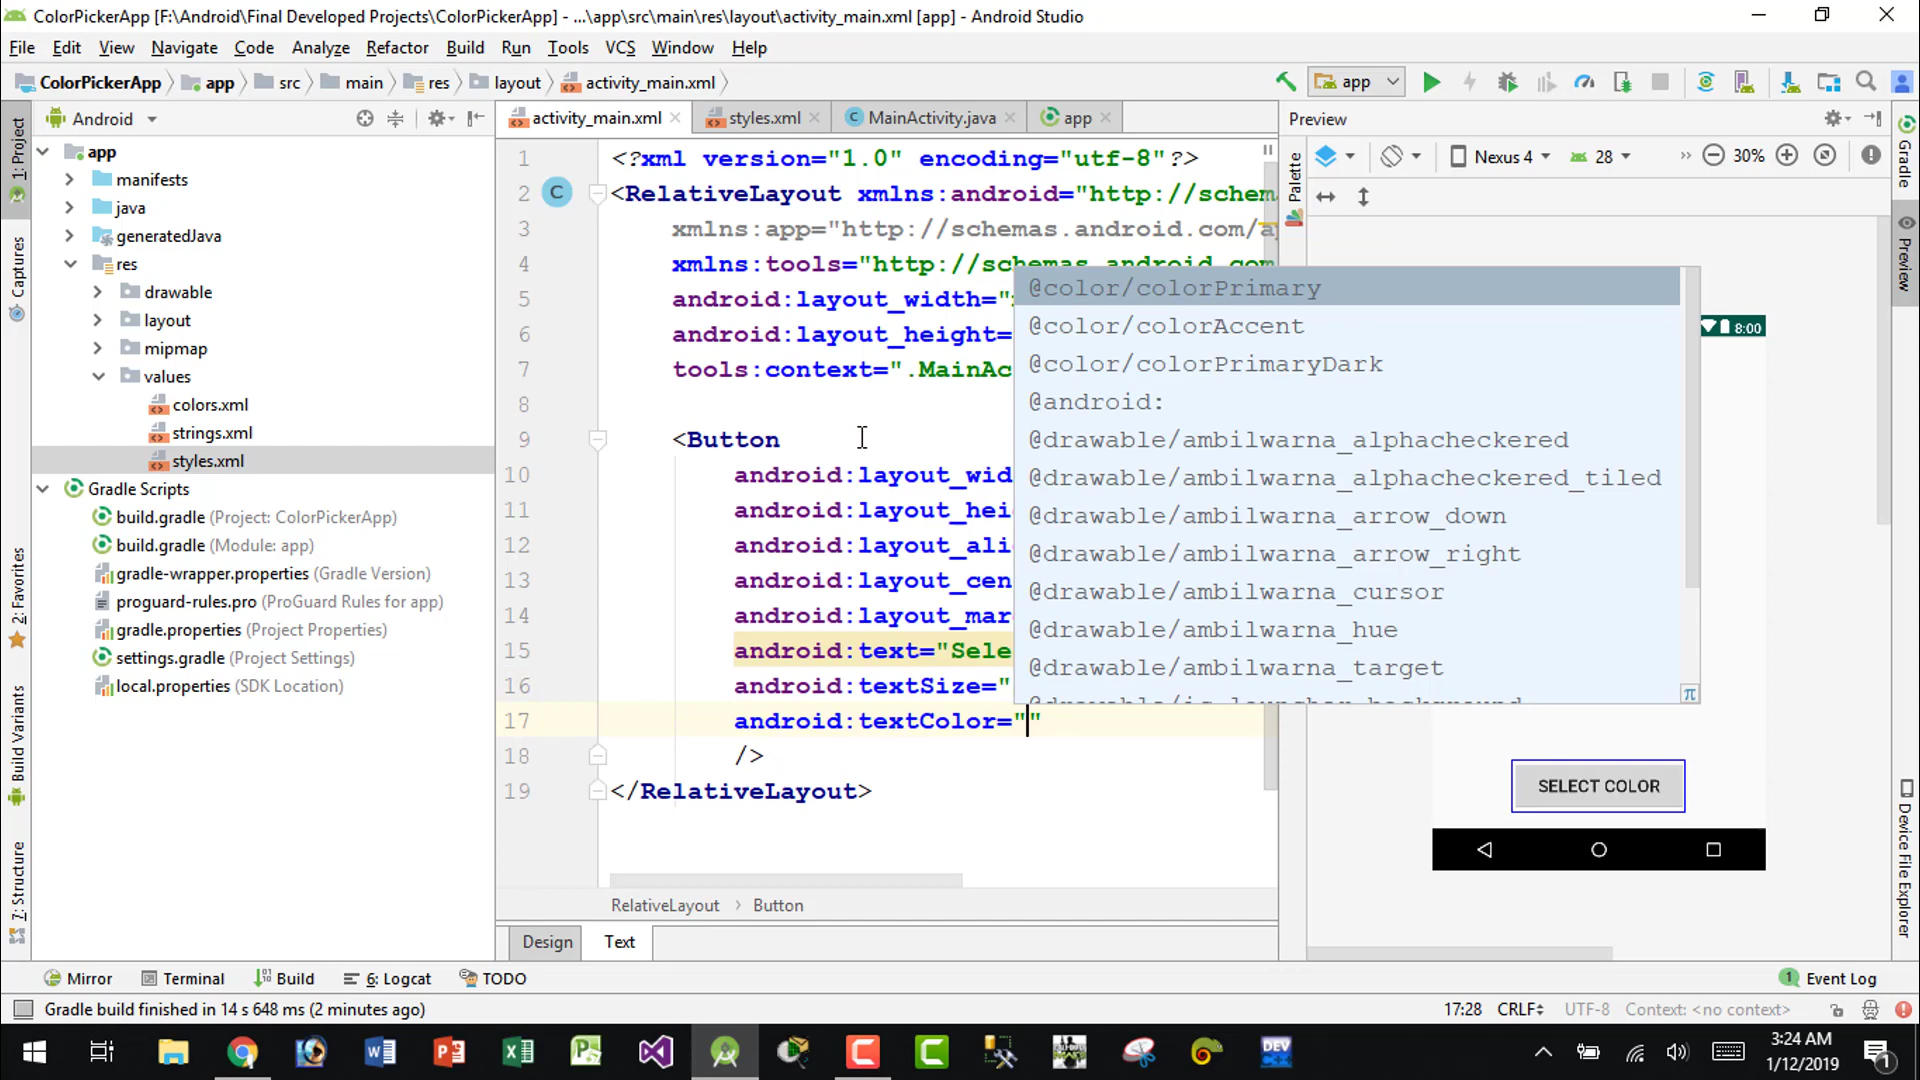 ColorPickerApp [F:\Android\Final Developed Projects\ColorPickerApp] - ...\app\src\main\res\layout\activity_main.xml [app] - Android Studio
File Edit View Navigate Code Analyze Refactor Build Run Tools VCS Window Help
ColorPickerApp app src main res layout activity_main.xml
app
Android
activity_main.xml styles.xml MainActivity.java app
Preview
1: Project
Captures
2: Favorites
Build Variants
7: Structure
app
manifests
java
generatedJava
res
drawable
layout
mipmap
values
colors.xml
strings.xml
styles.xml
Gradle Scripts
build.gradle (Project: ColorPickerApp)
build.gradle (Module: app)
gradle-wrapper.properties (Gradle Version)
proguard-rules.pro (ProGuard Rules for app)
gradle.properties (Project Properties)
settings.gradle (Project Settings)
local.properties (SDK Location)
1 <?xml version="1.0" encoding="utf-8"?>
2 <RelativeLayout xmlns:android="http://schem
3 xmlns:app="http://schemas.android.com/a
4 xmlns:tools="http://schemas.android.com
5 android:layout_width="
6 android:layout_height=
7 tools:context=".MainAc
8
9 <Button
10 android:layout_wid
11 android:layout_hei
12 android:layout_ali
13 android:layout_cen
14 android:layout_mar
15 android:text="Sele
16 android:textSize="
17 android:textColor=""
18 />
19 </RelativeLayout>
@color/colorPrimary
@color/colorAccent
@color/colorPrimaryDark
@android:
@drawable/ambilwarna_alphacheckered
@drawable/ambilwarna_alphacheckered_tiled
@drawable/ambilwarna_arrow_down
@drawable/ambilwarna_arrow_right
@drawable/ambilwarna_cursor
@drawable/ambilwarna_hue
@drawable/ambilwarna_target
@drawable/ic_launcher_background
π
RelativeLayout Button
Design Text
Palette
Nexus 4 28 30%
8:00
SELECT COLOR
Gradle
Preview
Device File Explorer
Mirror Terminal Build 6: Logcat TODO
1 Event Log
Gradle build finished in 14 s 648 ms (2 minutes ago)
17:28 CRLF UTF-8 Context: <no context>
DEV C++
3:24 AM
1/12/2019
1